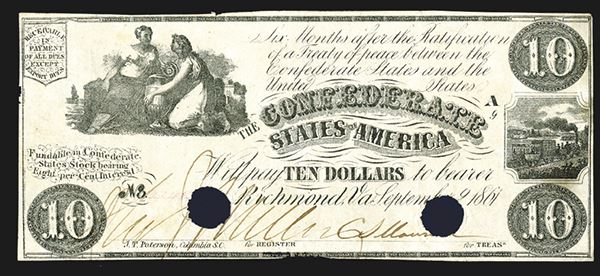 RECEIVABLE
IN
PAYMENT
OF ALL DUES
EXCEPT
EXPORT DUES
Six Months after the Ratification
of a Treaty of peace between the
Confederate States and the
United States
10
A
9
THE CONFEDERATE
STATES OF AMERICA
Fundable in Confederate
States Stock bearing
Eight per Cent Interest
Will pay TEN DOLLARS to bearer
Richmond, Va September 2 1861
No
10
10
J.T. Paterson, Columbia S.C.
for REGISTER
for TREASR